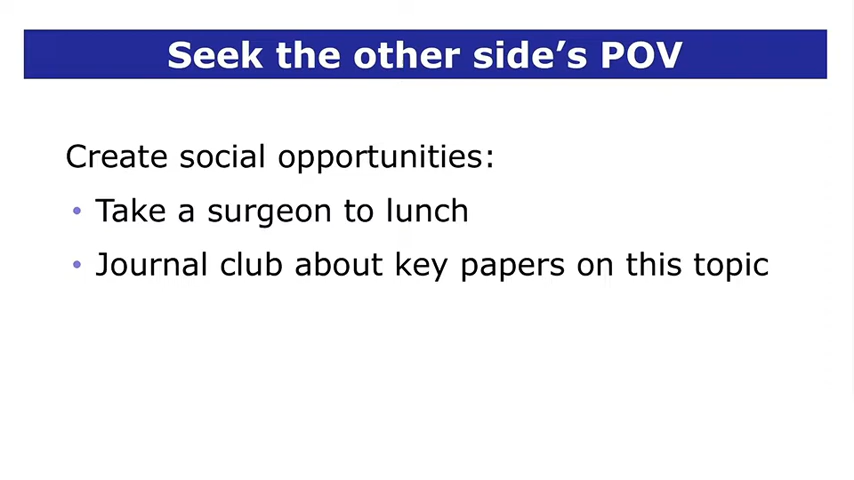 Seek the other side’s POV
Create social opportunities:
• Take a surgeon to lunch
• Journal club about key papers on this topic